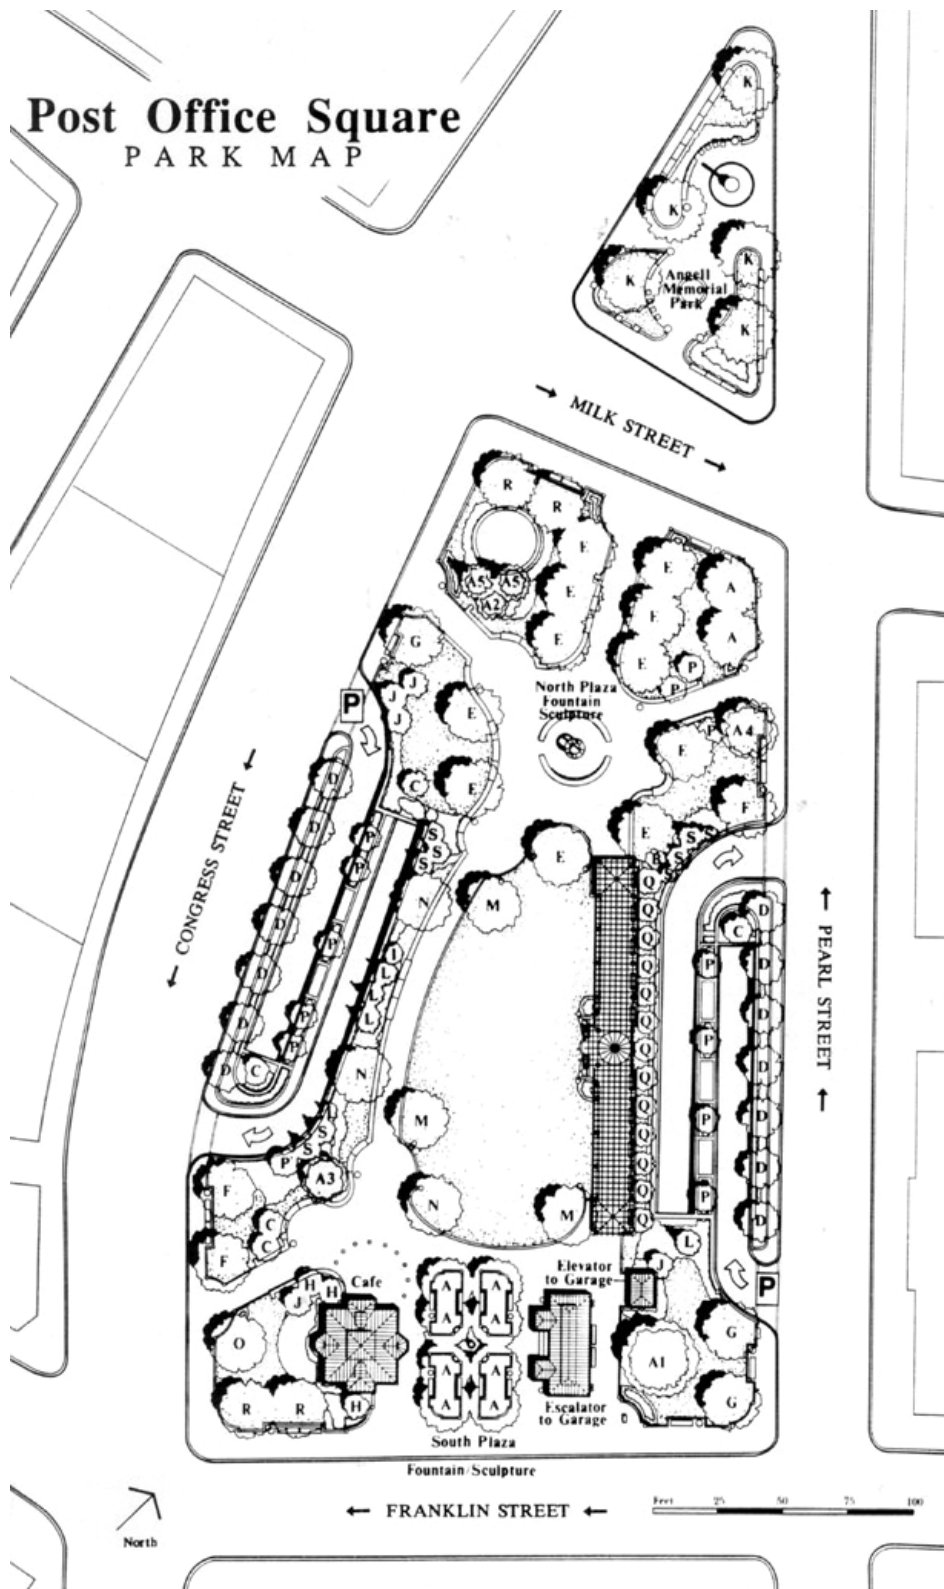 Post Office Square
PARK MAP
K
K
K
K
Angell
Memorial
Park
K
MILK STREET
R
R
E
E
A5
A5
A2
E
E
A
E
A
E
P
P
G
J
J
J
E
North Plaza
Fountain
Sculpture
P
A4
E
P
E
C
E
F
D
D
P
P
S
S
S
E
E
S
S
CONGRESS STREET
D
D
D
D
D
P
P
P
C
N
M
I
L
L
L
N
M
N
M
Q
Q
Q
Q
Q
Q
Q
Q
Q
Q
Q
Q
Q
C
P
P
P
P
D
D
D
D
D
D
D
PEARL STREET
L
S
S
P
A3
F
C
C
F
L
J
Elevator
to Garage
P
H
H
J
Cafe
O
R
R
H
A
A
A
A
A
A
A
A
G
A1
G
Escalator
to Garage
South Plaza
Fountain/Sculpture
FRANKLIN STREET
North
Feet 25 50 75 100